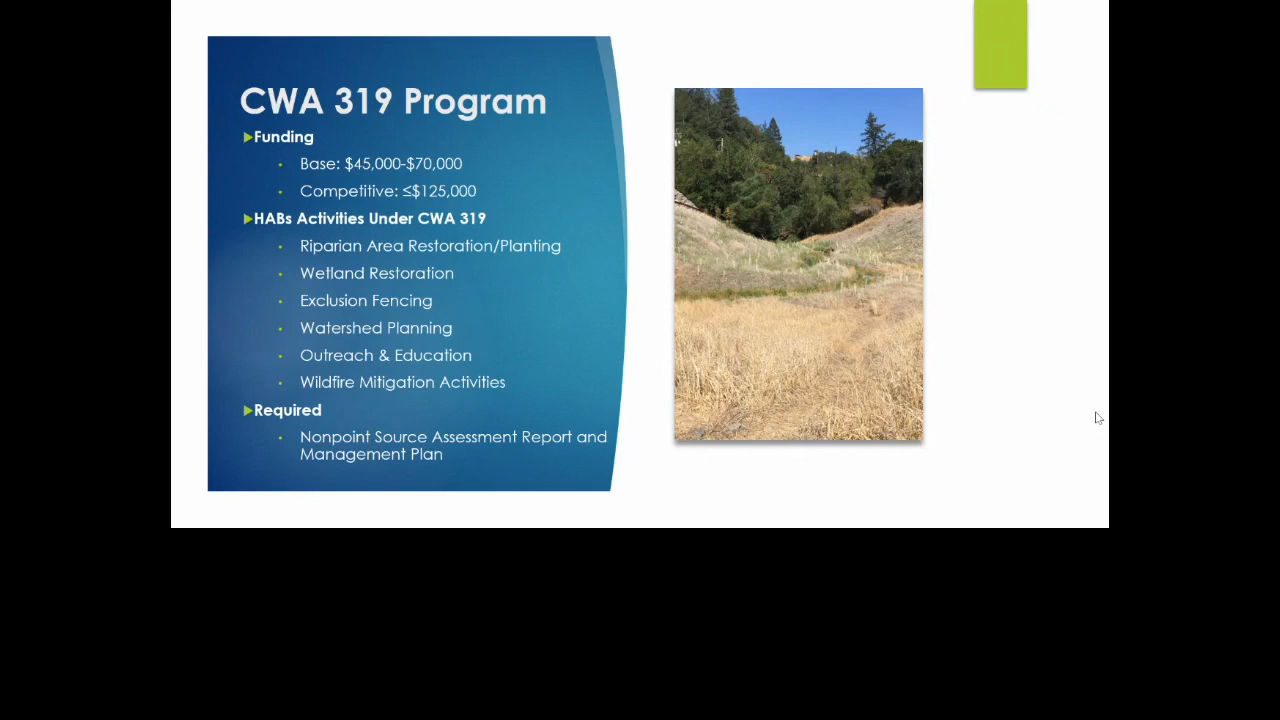 CWA 319 Program
Funding
Base: $45,000-$70,000
Competitive: ≤$125,000
HABs Activities Under CWA 319
Riparian Area Restoration/Planting
Wetland Restoration
Exclusion Fencing
Watershed Planning
Outreach & Education
Wildfire Mitigation Activities
Required
Nonpoint Source Assessment Report and
Management Plan